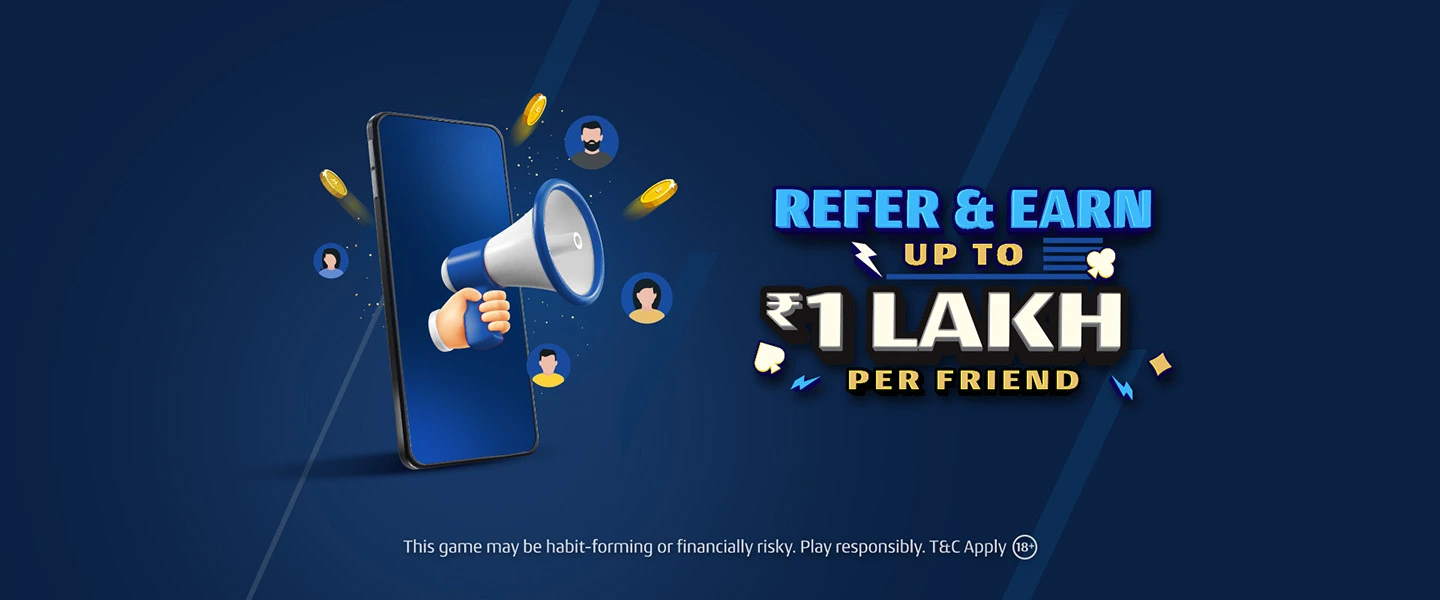 REFER & EARN
UP TO
₹1 LAKH
PER FRIEND
This game may be habit-forming or financially risky. Play responsibly. T&C Apply 18+